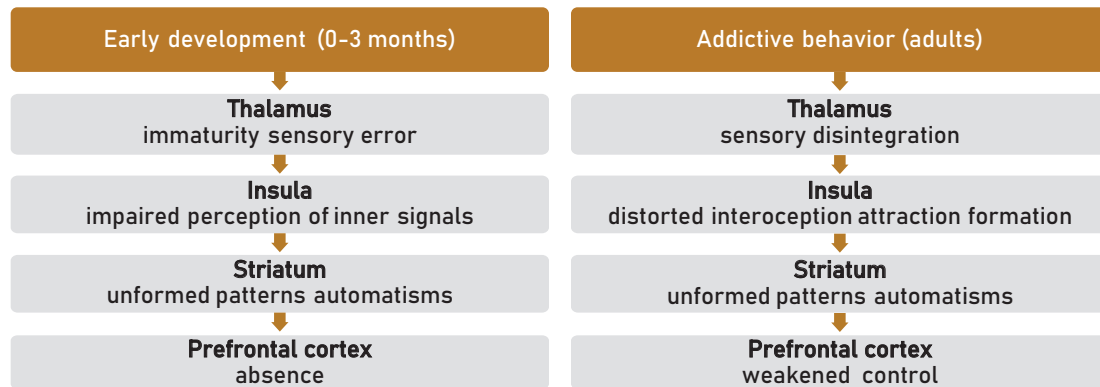 Early development (0-3 months)
Thalamus
immaturity sensory error
Insula
impaired perception of inner signals
Striatum
unformed patterns automatisms
Prefrontal cortex
absence
Addictive behavior (adults)
Thalamus
sensory disintegration
Insula
distorted interoception attraction formation
Striatum
unformed patterns automatisms
Prefrontal cortex
weakened control